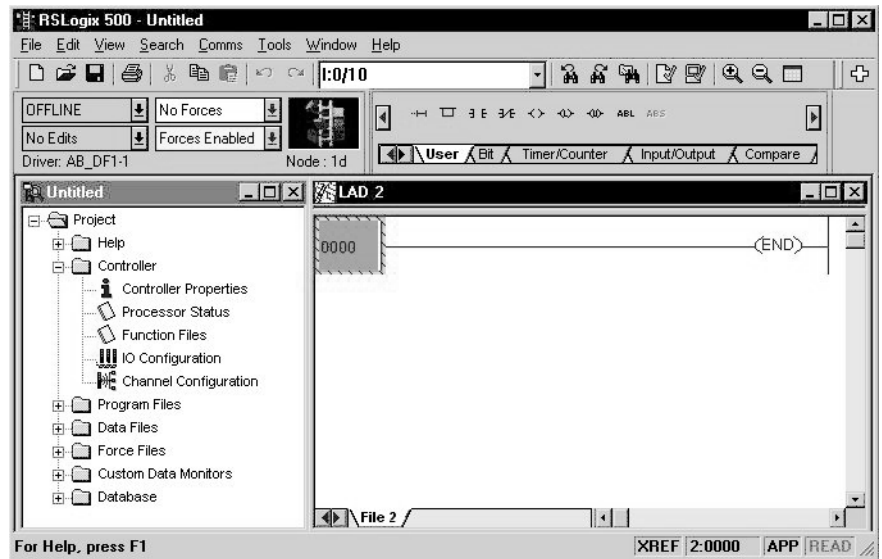 RSLogix 500 - Untitled
File Edit View Search Comms Tools Window Help
I:0/10
OFFLINE
No Forces
No Edits
Forces Enabled
Driver: AB_DF1-1
Node : 1d
ABL ABS
User Bit Timer/Counter Input/Output Compare
Untitled
Project
Help
Controller
Controller Properties
Processor Status
Function Files
IO Configuration
Channel Configuration
Program Files
Data Files
Force Files
Custom Data Monitors
Database
LAD 2
0000
(END)
File 2
For Help, press F1
XREF 2:0000 APP READ